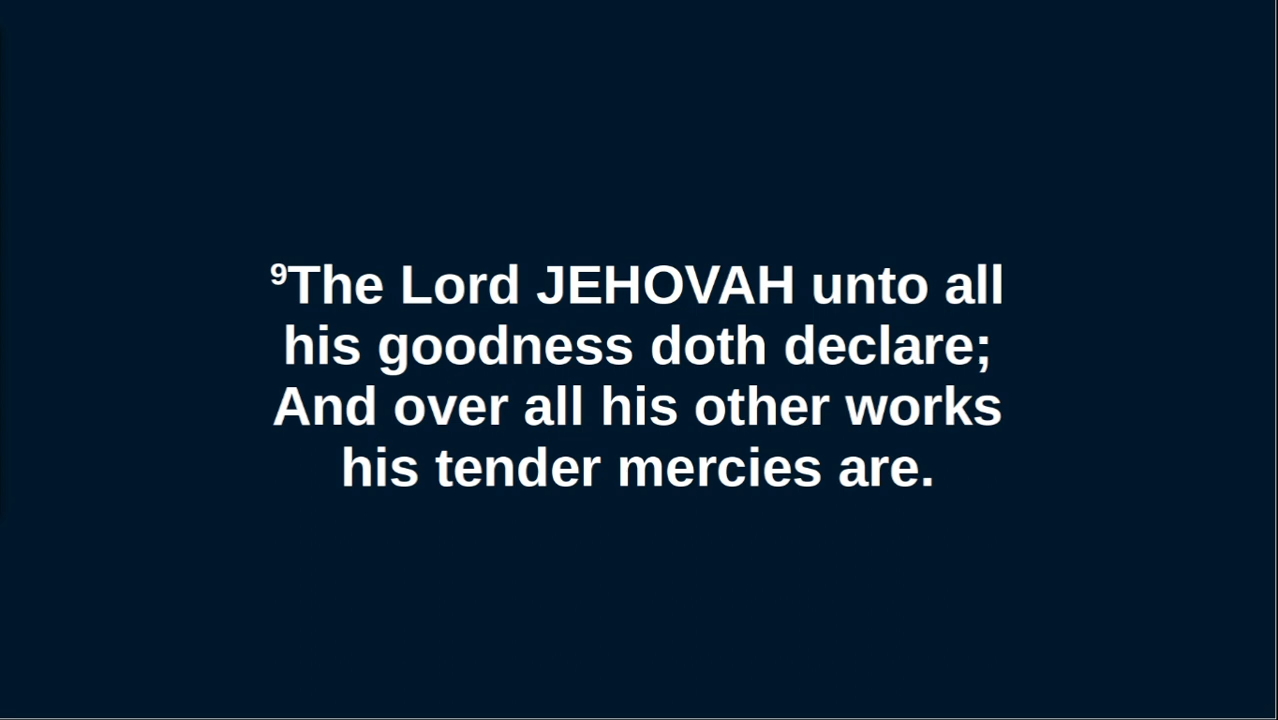 ⁹The Lord JEHOVAH unto all
his goodness doth declare;
And over all his other works
his tender mercies are.